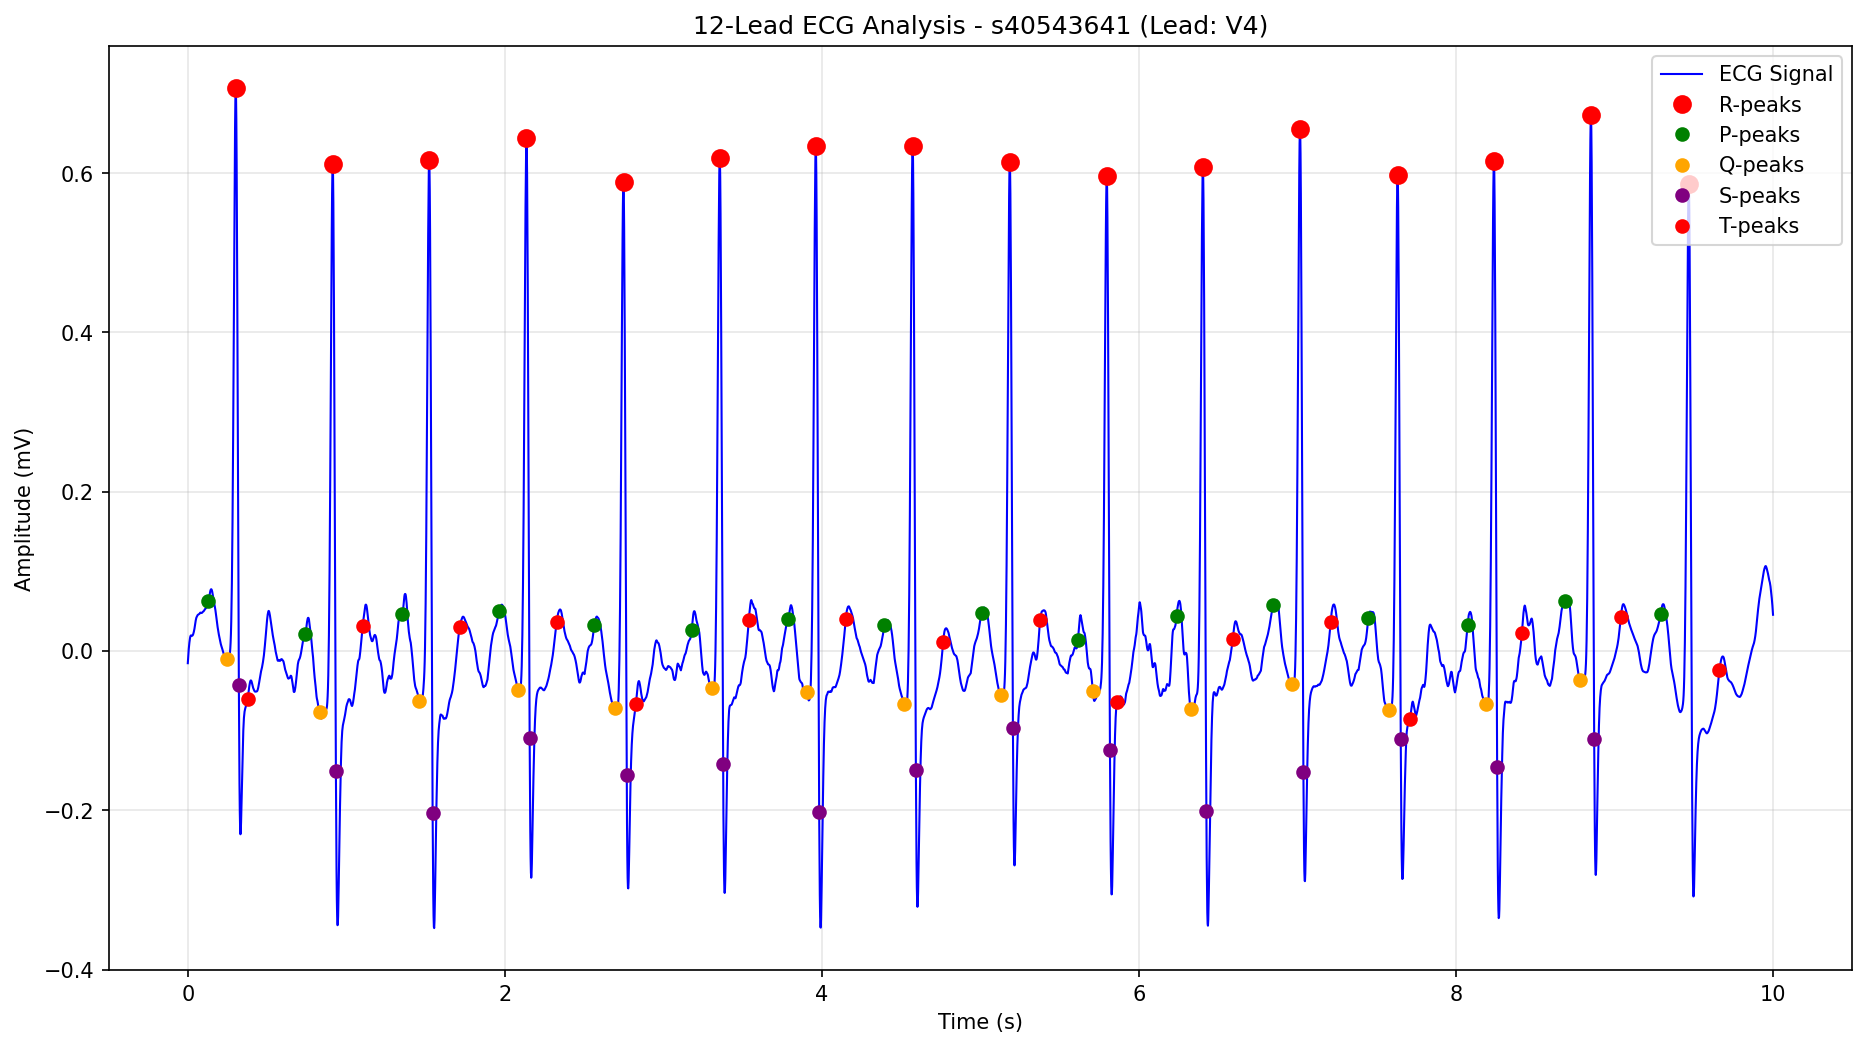 12-Lead ECG Analysis - s40543641 (Lead: V4)
ECG Signal
R-peaks
P-peaks
Q-peaks
S-peaks
T-peaks
Amplitude (mV)
0.6
0.4
0.2
0.0
−0.2
−0.4
0 2 4 6 8 10
Time (s)